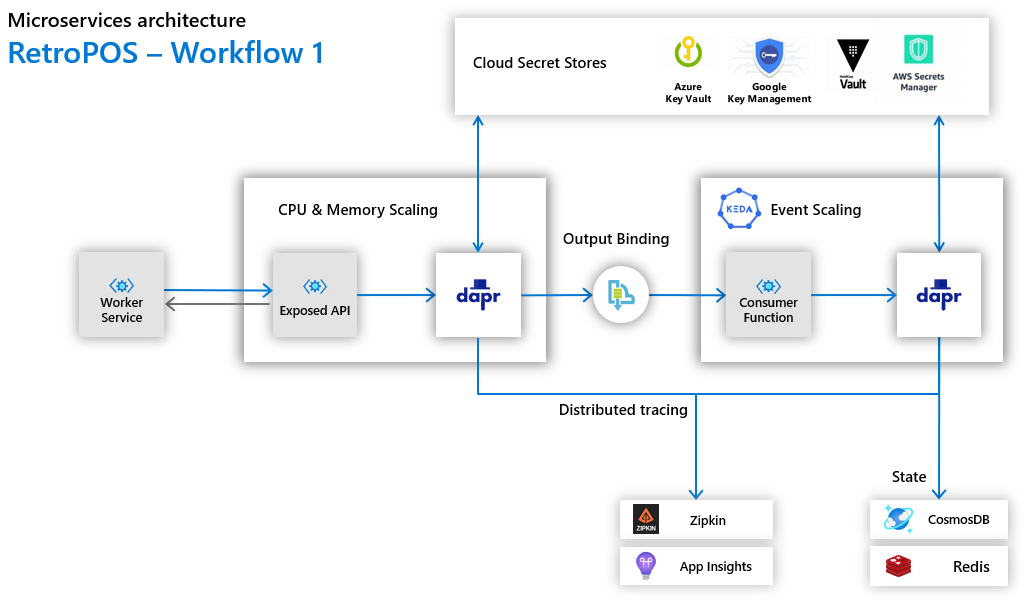 Microservices architecture
RetroPOS – Workflow 1
Cloud Secret Stores
Azure
Key Vault
Google
Key Management
Vault
AWS Secrets
Manager
CPU & Memory Scaling
KEDA
Event Scaling
Output Binding
Worker
Service
Exposed API
dapr
Consumer
Function
dapr
Distributed tracing
State
ZIPKIN
Zipkin
CosmosDB
App Insights
Redis